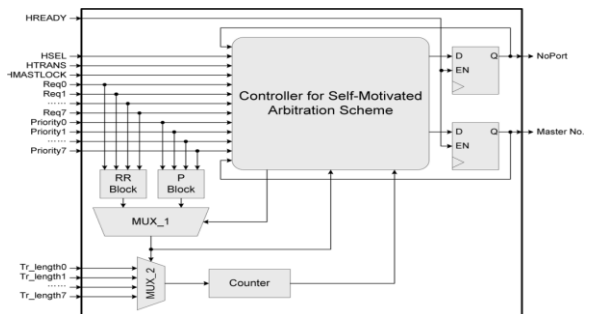 HREADY
HSEL
HTRANS
HMASTLOCK
Req0
Req1
......
Req7
Priority0
Priority1
......
Priority7
Controller for Self-Motivated
Arbitration Scheme
D
Q
EN
NoPort
D
Q
EN
Master No.
RR
Block
P
Block
MUX_1
Tr_length0
Tr_length1
......
Tr_length7
MUX_2
Counter